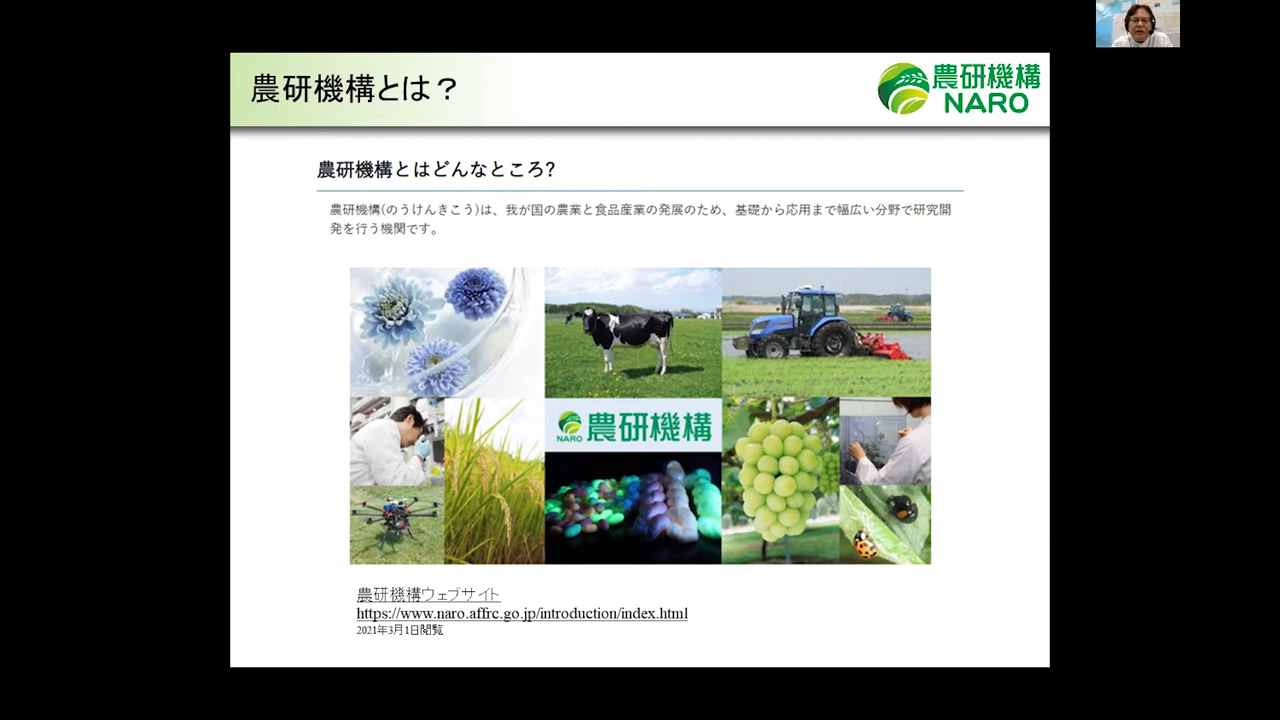 農研機構とは？
農研機構
NARO
農研機構とはどんなところ?
農研機構(のうけんきこう)は、我が国の農業と食品産業の発展のため、基礎から応用まで幅広い分野で研究開
発を行う機関です。
NARO 農研機構
農研機構ウェブサイト
https://www.naro.affrc.go.jp/introduction/index.html
2021年3月1日閲覧